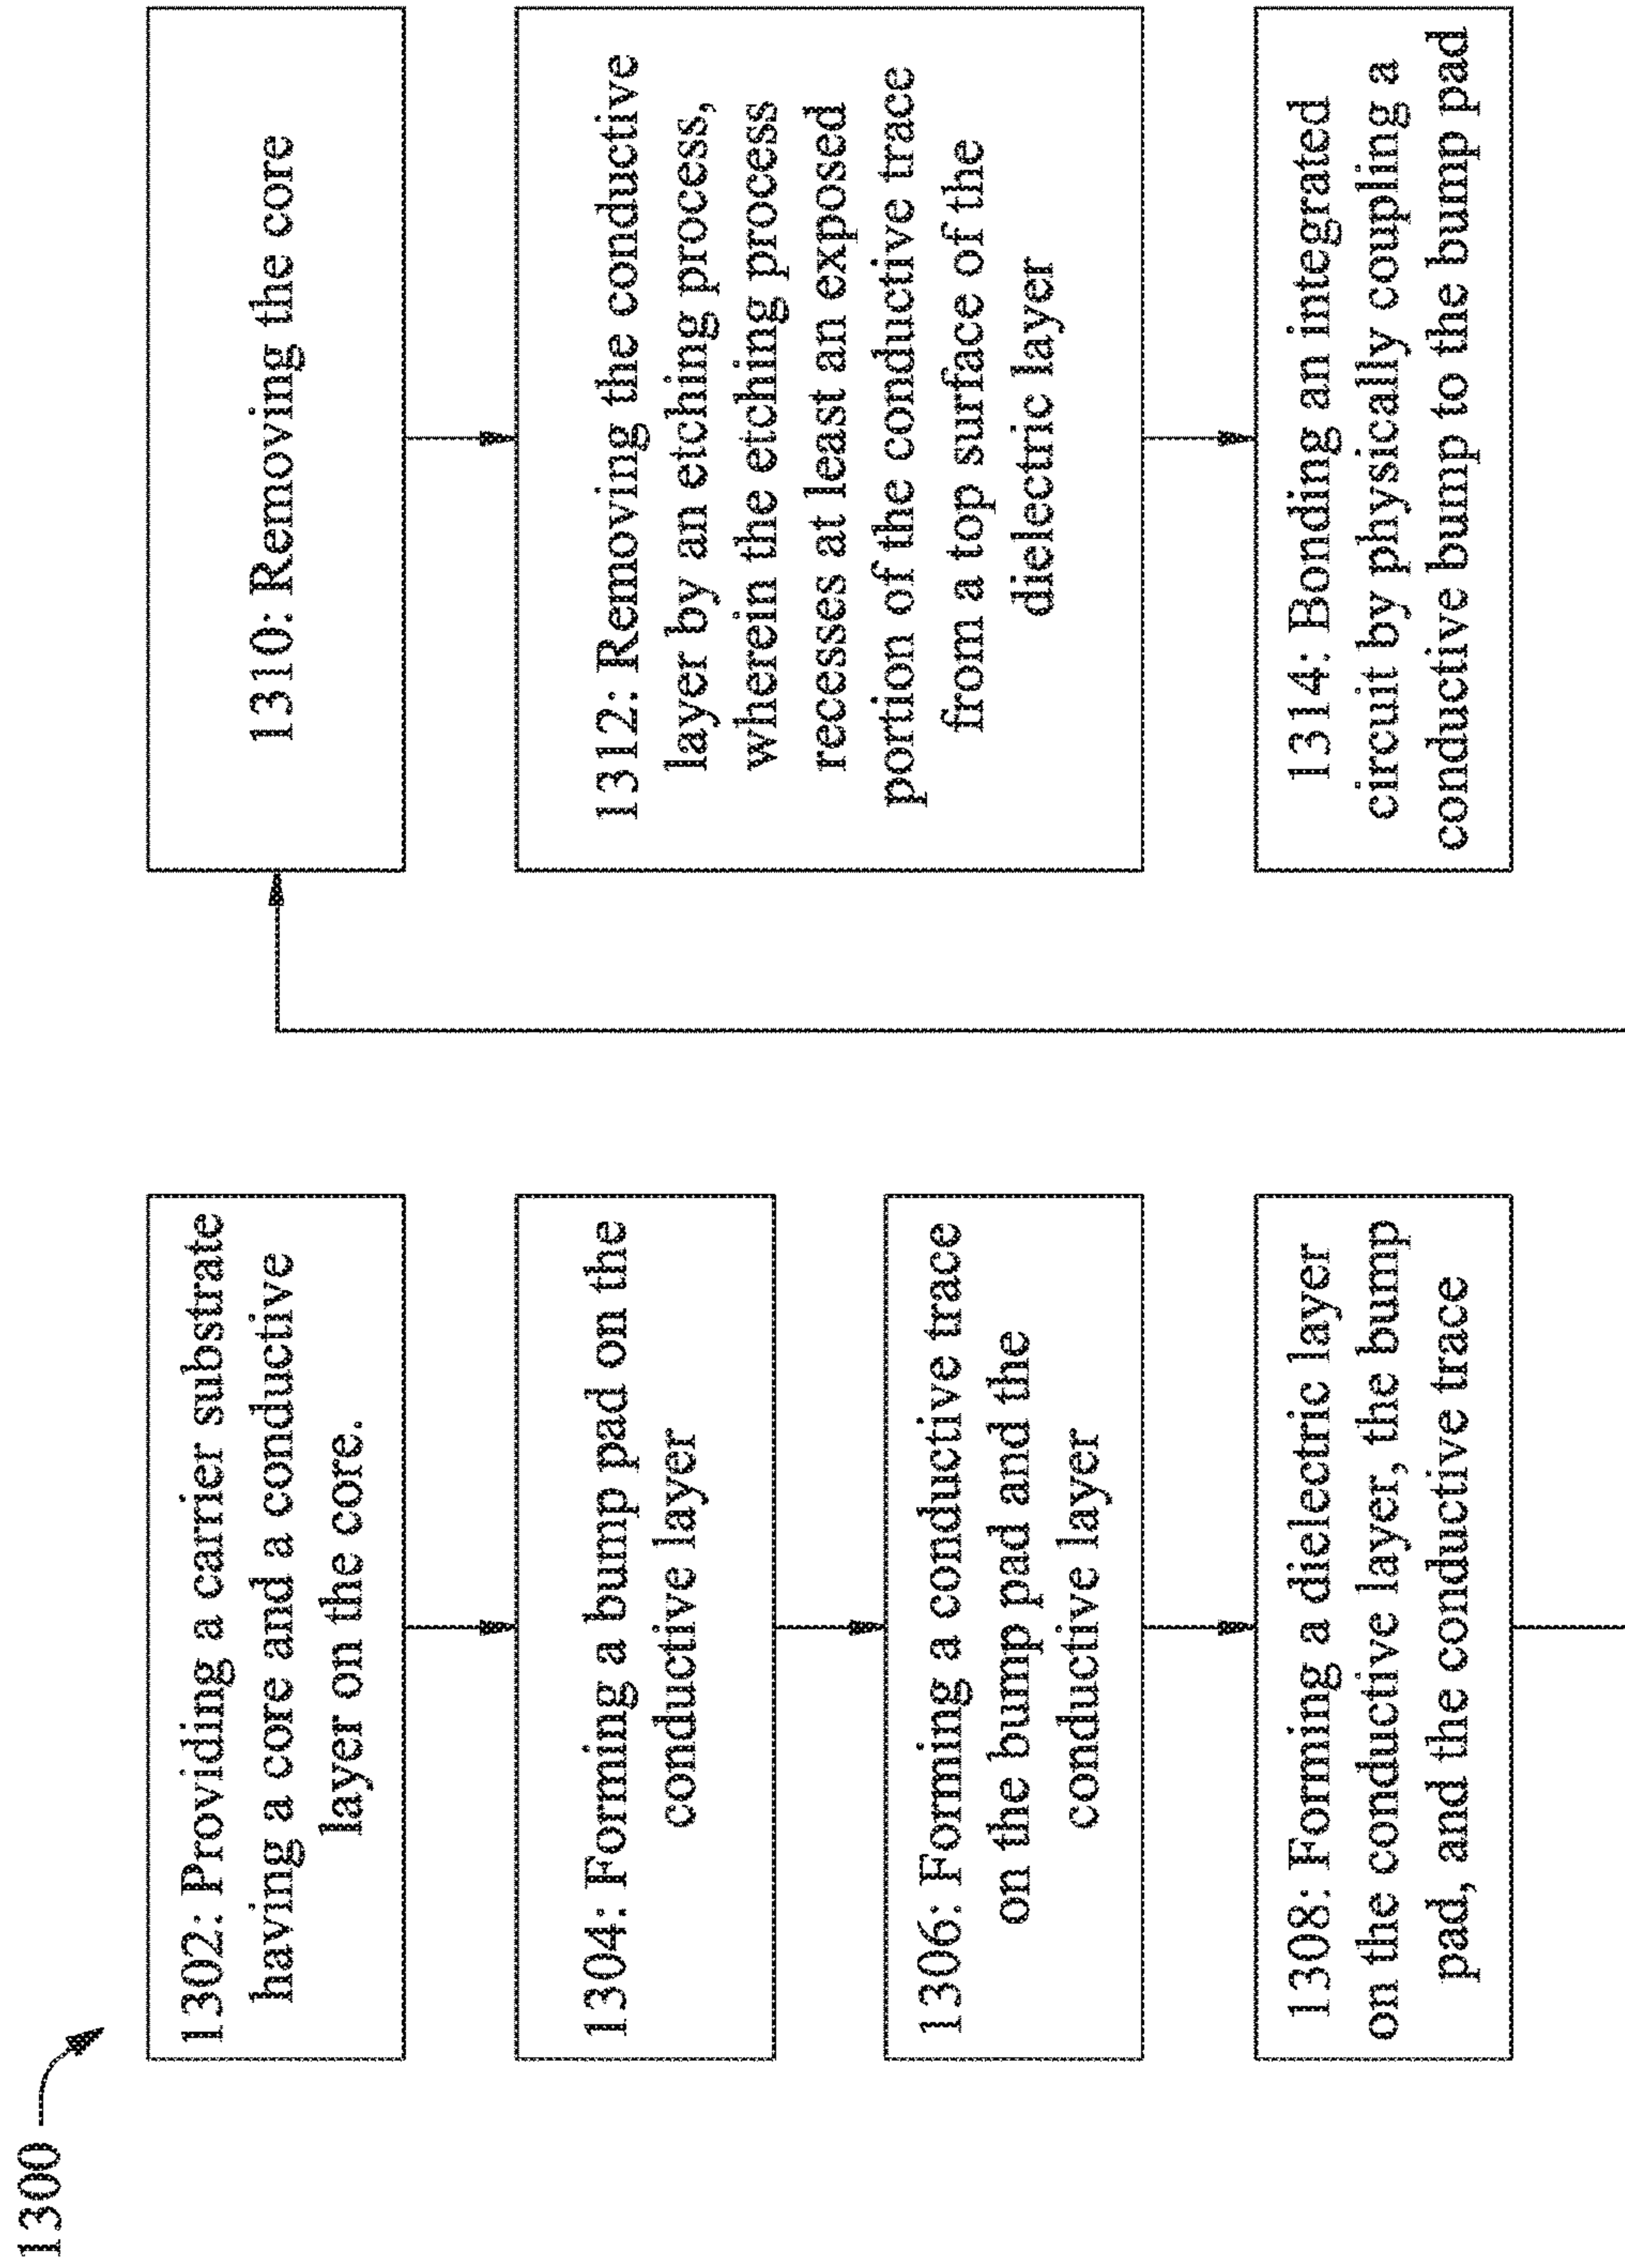 1300
1302: Providing a carrier substrate
having a core and a conductive
layer on the core.
1304: Forming a bump pad on the
conductive layer
1306: Forming a conductive trace
on the bump pad and the
conductive layer
1308: Forming a dielectric layer
on the conductive layer, the bump
pad, and the conductive trace
1310: Removing the core
1312: Removing the conductive
layer by an etching process,
wherein the etching process
recesses at least an exposed
portion of the conductive trace
from a top surface of the
dielectric layer
1314: Bonding an integrated
circuit by physically coupling a
conductive bump to the bump pad